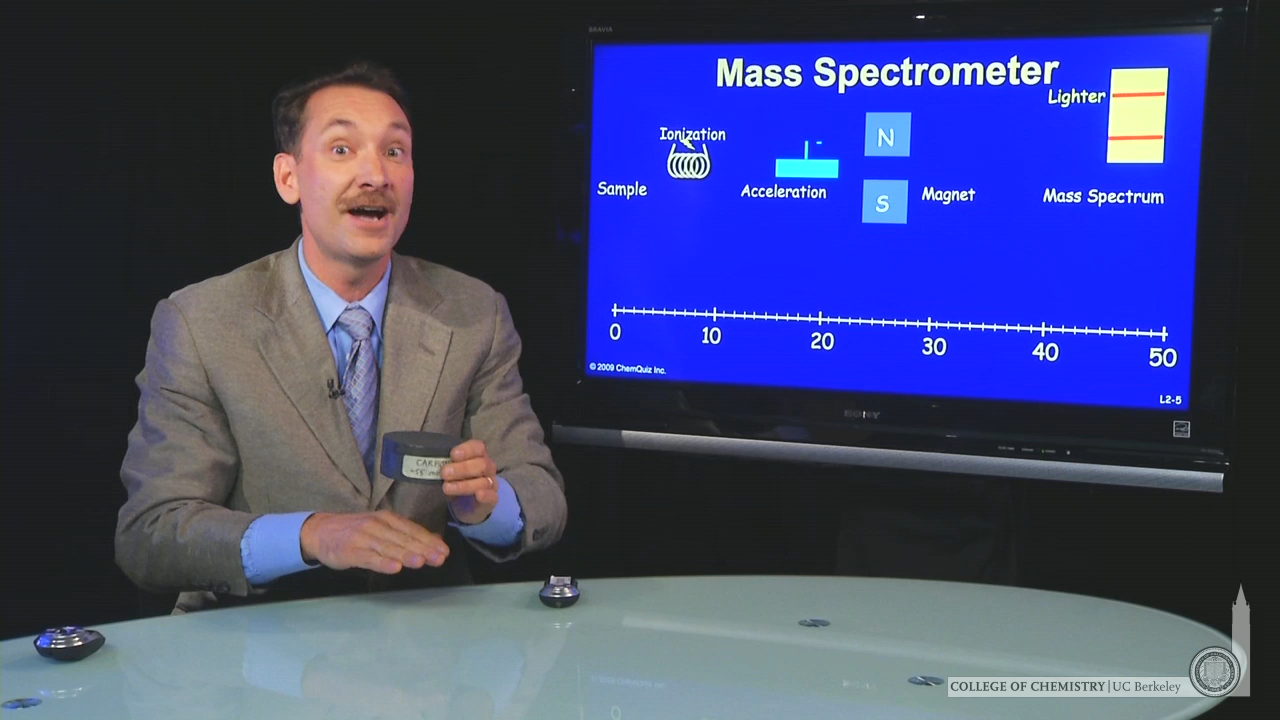 BRAVIA
Mass Spectrometer
Lighter
Ionization
N
Sample
Acceleration
S
Magnet
Mass Spectrum
0 10 20 30 40 50
© 2009 ChemQuiz Inc.
L2-5
SONY
COLLEGE OF CHEMISTRY | UC Berkeley